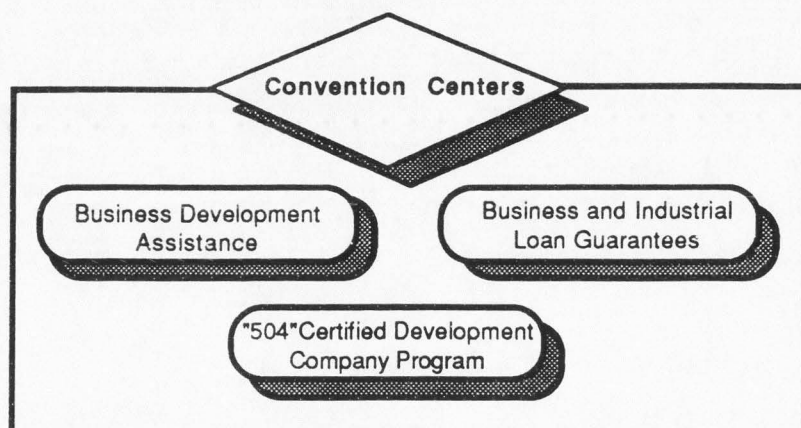 Convention Centers
Business Development
Assistance
Business and Industrial
Loan Guarantees
"504"Certified Development
Company Program